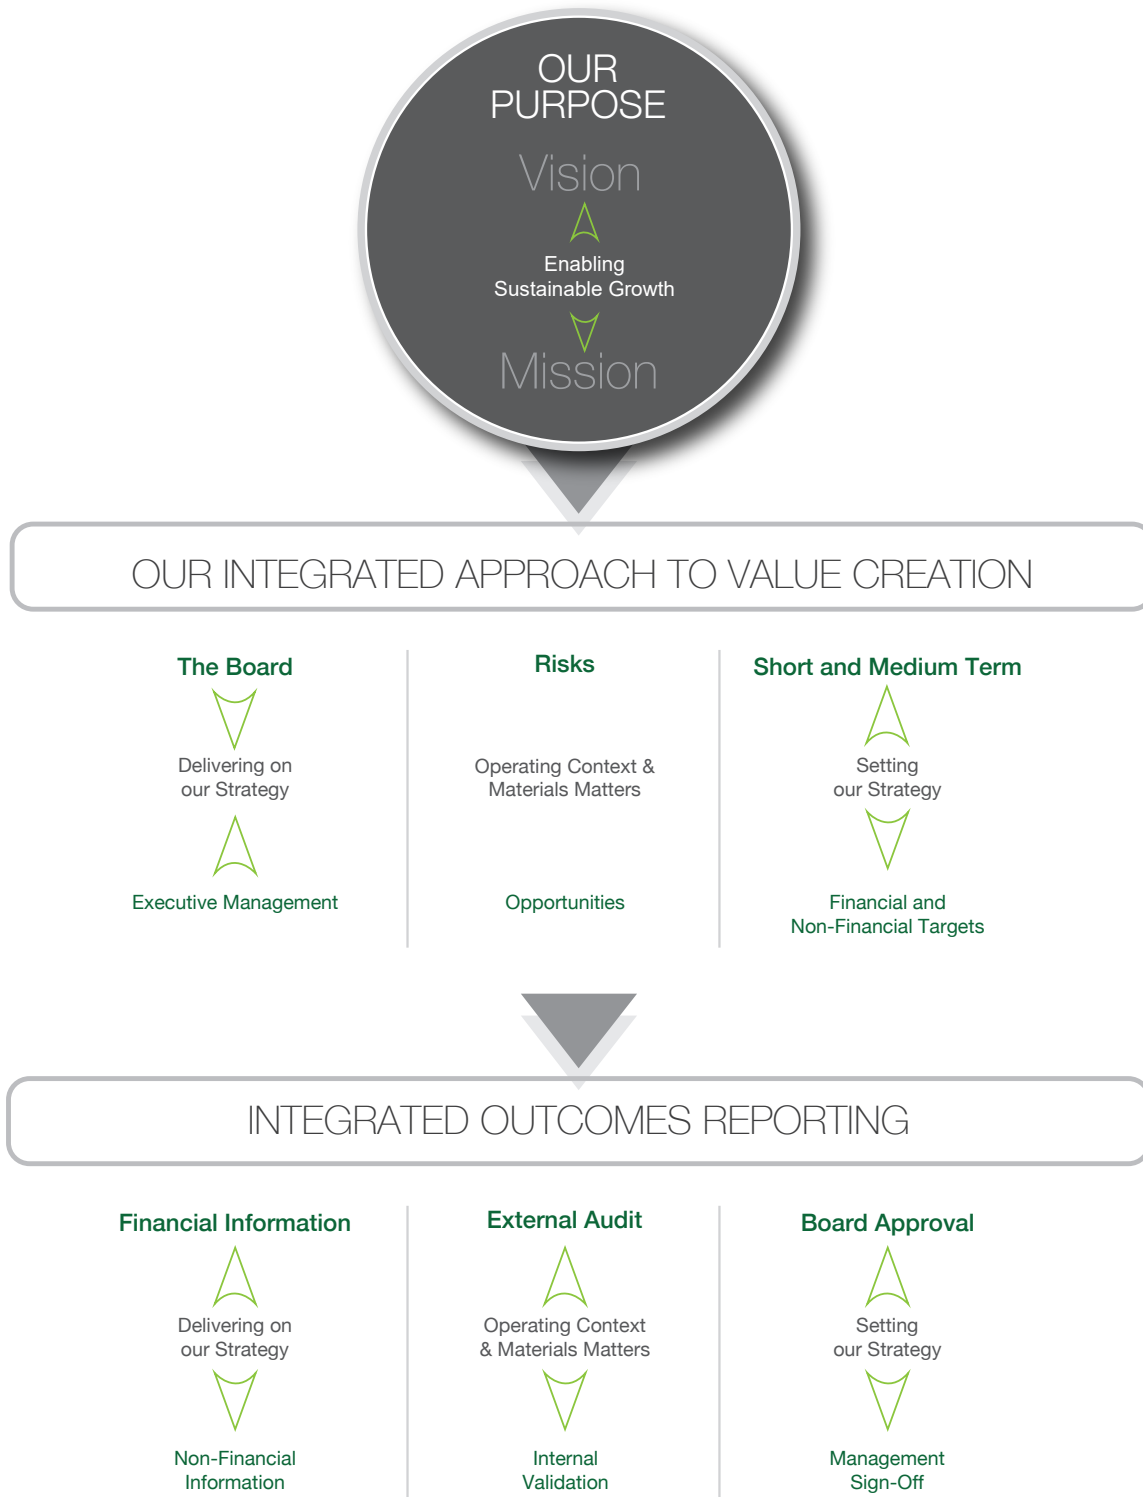 OUR
PURPOSE
Vision
Enabling
Sustainable Growth
Mission
OUR INTEGRATED APPROACH TO VALUE CREATION
The Board
Delivering on
our Strategy
Executive Management
Risks
Operating Context &
Materials Matters
Opportunities
Short and Medium Term
Setting
our Strategy
Financial and
Non-Financial Targets
INTEGRATED OUTCOMES REPORTING
Financial Information
Delivering on
our Strategy
Non-Financial
Information
External Audit
Operating Context
& Materials Matters
Internal
Validation
Board Approval
Setting
our Strategy
Management
Sign-Off